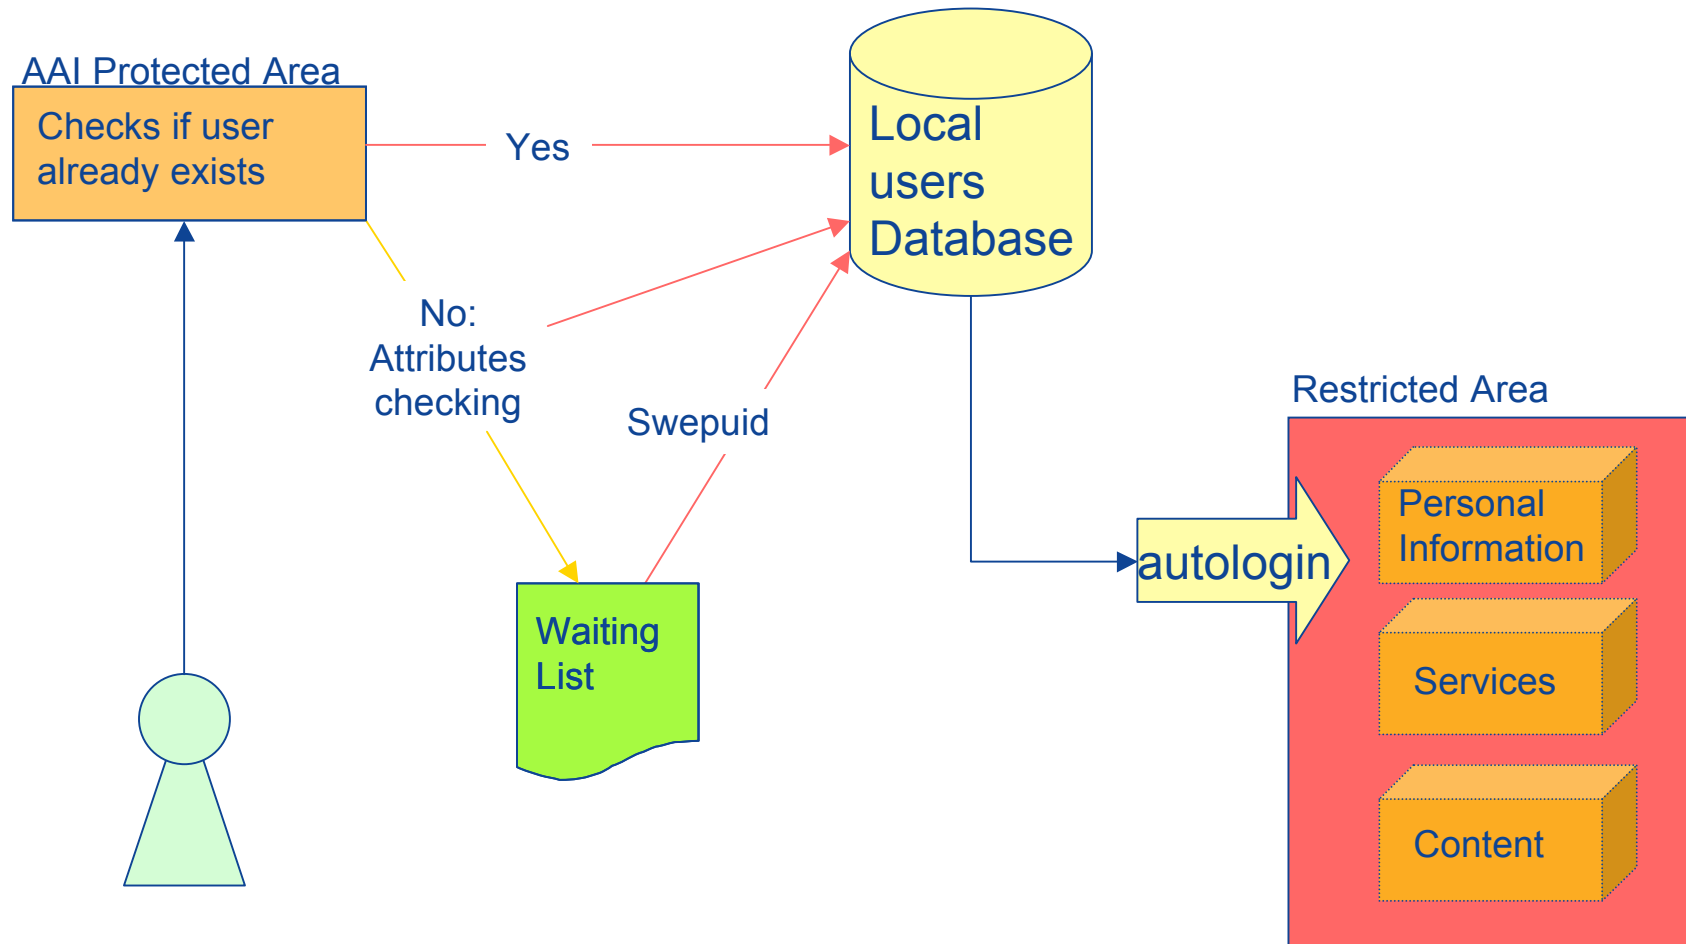 AAI Protected Area
Checks if user
already exists
Yes
Local
users
Database
No:
Attributes
checking
Swepuid
Waiting
List
autologin
Restricted Area
Personal
Information
Services
Content